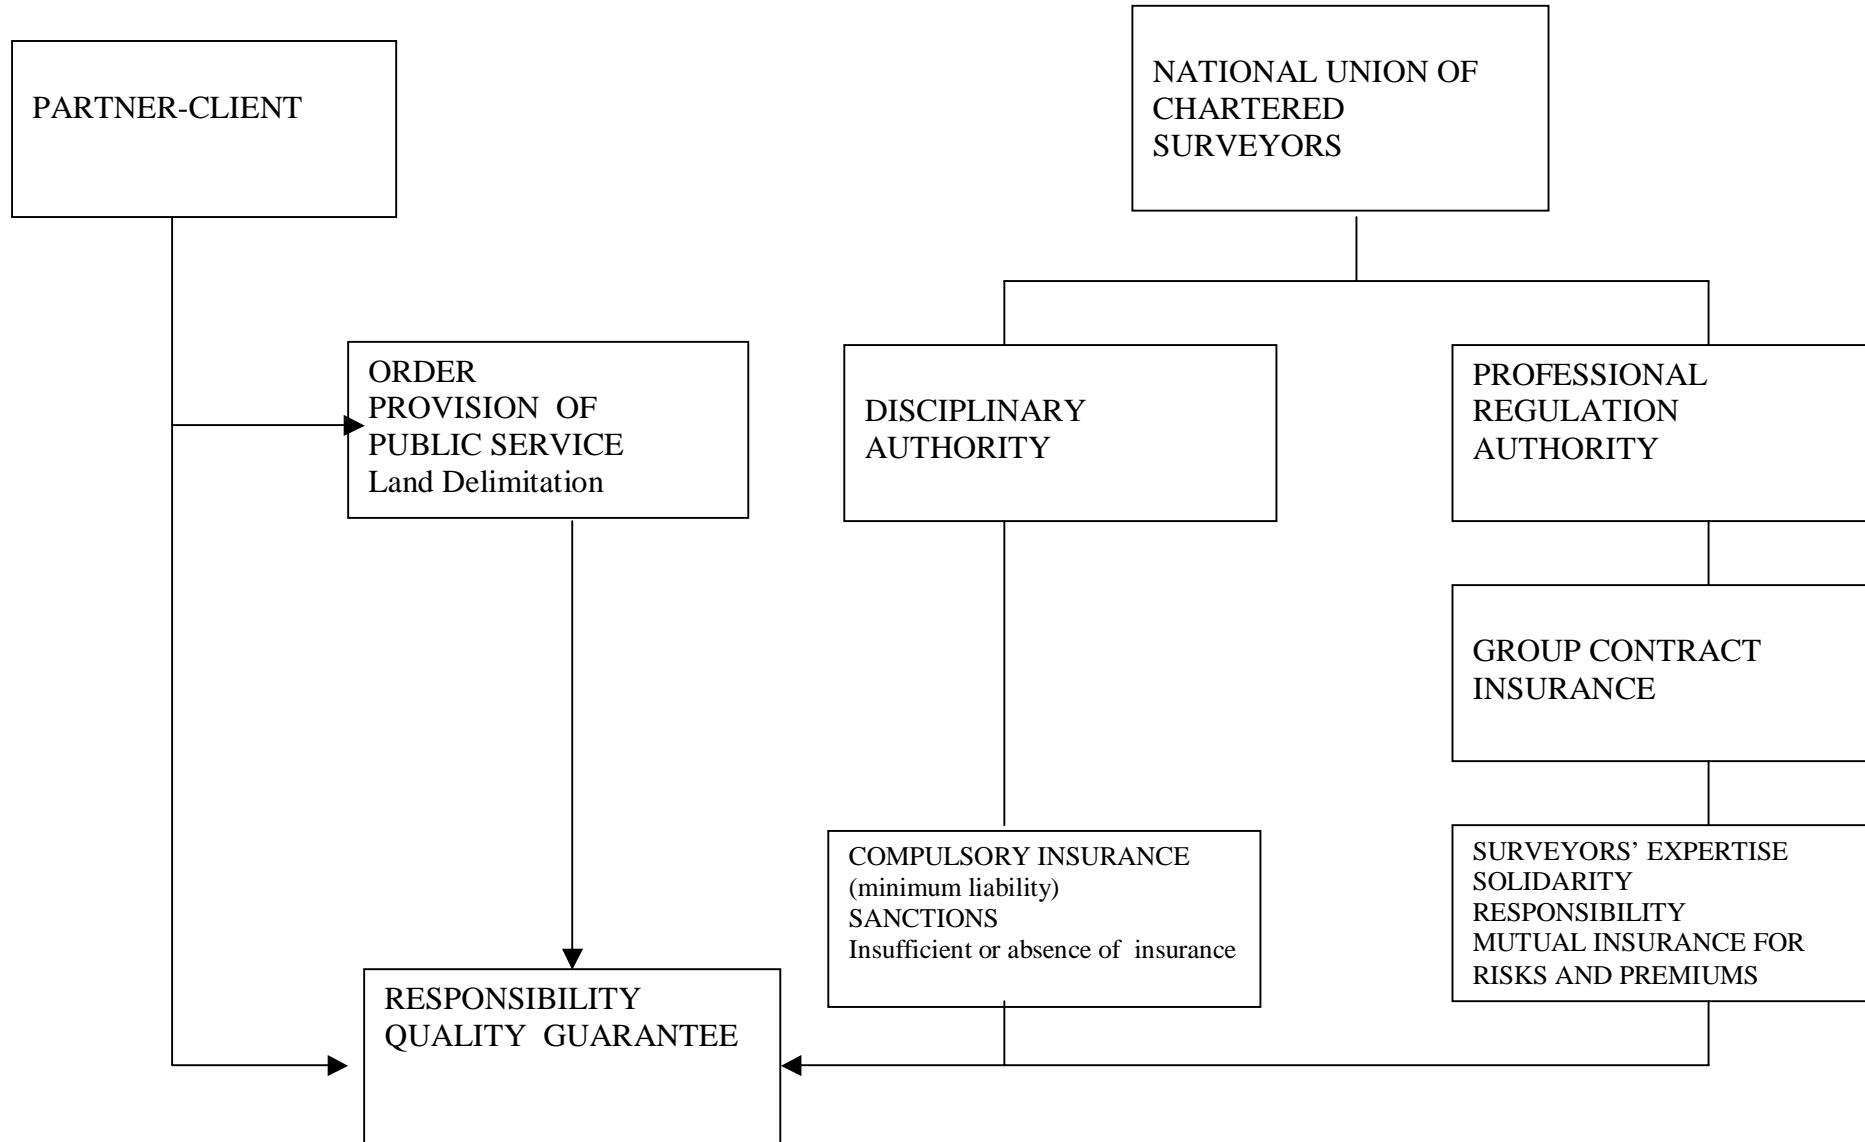 PARTNER-CLIENT
NATIONAL UNION OF
CHARTERED
SURVEYORS
ORDER
PROVISION OF
PUBLIC SERVICE
Land Delimitation
DISCIPLINARY
AUTHORITY
PROFESSIONAL
REGULATION
AUTHORITY
GROUP CONTRACT
INSURANCE
COMPULSORY INSURANCE
(minimum liability)
SANCTIONS
Insufficient or absence of insurance
SURVEYORS’ EXPERTISE
SOLIDARITY
RESPONSIBILITY
MUTUAL INSURANCE FOR
RISKS AND PREMIUMS
RESPONSIBILITY
QUALITY GUARANTEE